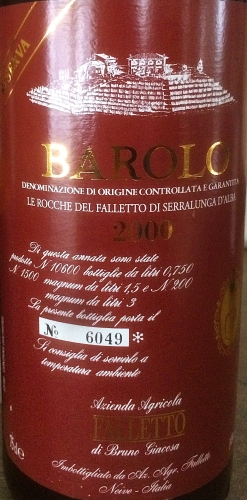 RISERVA
BAROLO
DENOMINAZIONE DI ORIGINE CONTROLLATA E GARANTITA
LE ROCCHE DEL FALLETTO DI SERRALUNGA D'ALBA
2000
Di questa annata sono state
prodotte N 10600 bottiglie da litri 0,750
N 1500 magnum da litri 1,5 e N° 200
magnum da litri 3
La presente bottiglia porta il
No 6049 *
Si consiglia di servirlo a
temperatura ambiente
Azienda Agricola
FALLETTO
di Bruno Giacosa
Imbottigliato da Az. Agr. Falletto
Neive - Italia